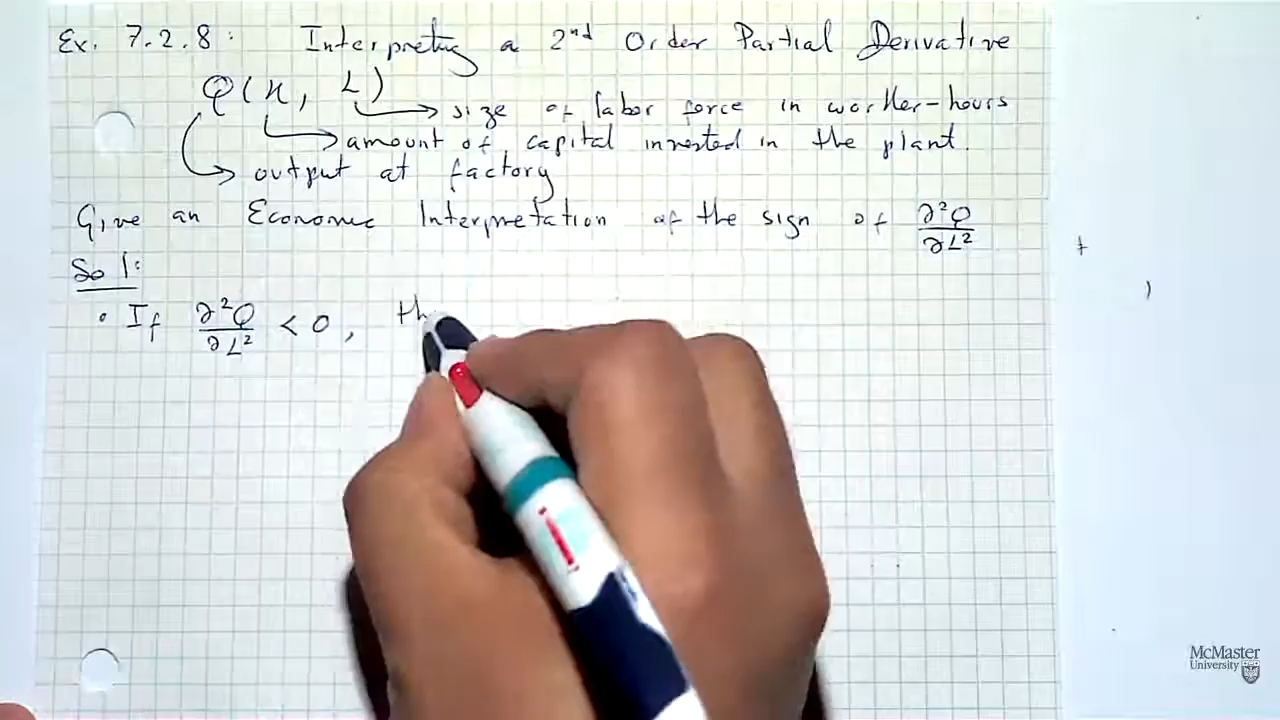 Ex. 7.2.8: Interpreting a 2nd Order Partial Derivative
Q(K, L)
size of labor force in worker-hours
amount of capital invested in the plant.
output at factory
Give an Economic Interpretation of the sign of ∂²Q/∂L²
Sol:
• If ∂²Q/∂L² < 0, th
McMaster
University